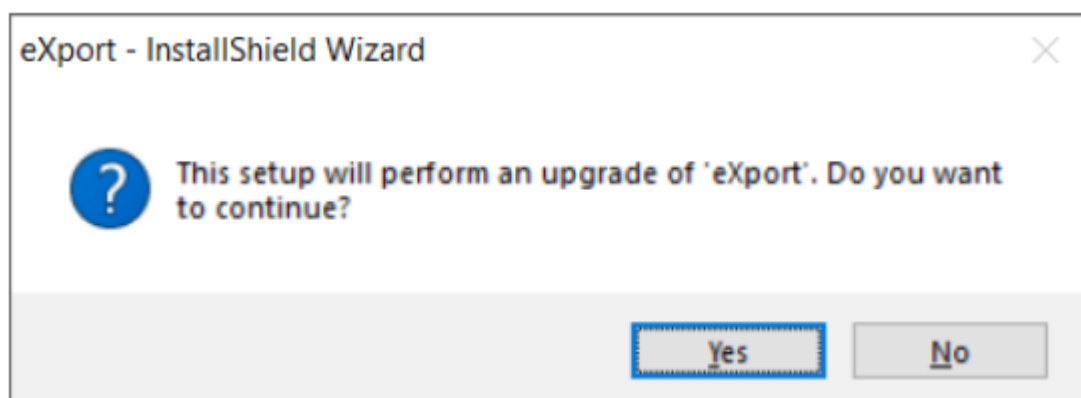 eXport - InstallShield Wizard
This setup will perform an upgrade of 'eXport'. Do you want
to continue?
Yes
No